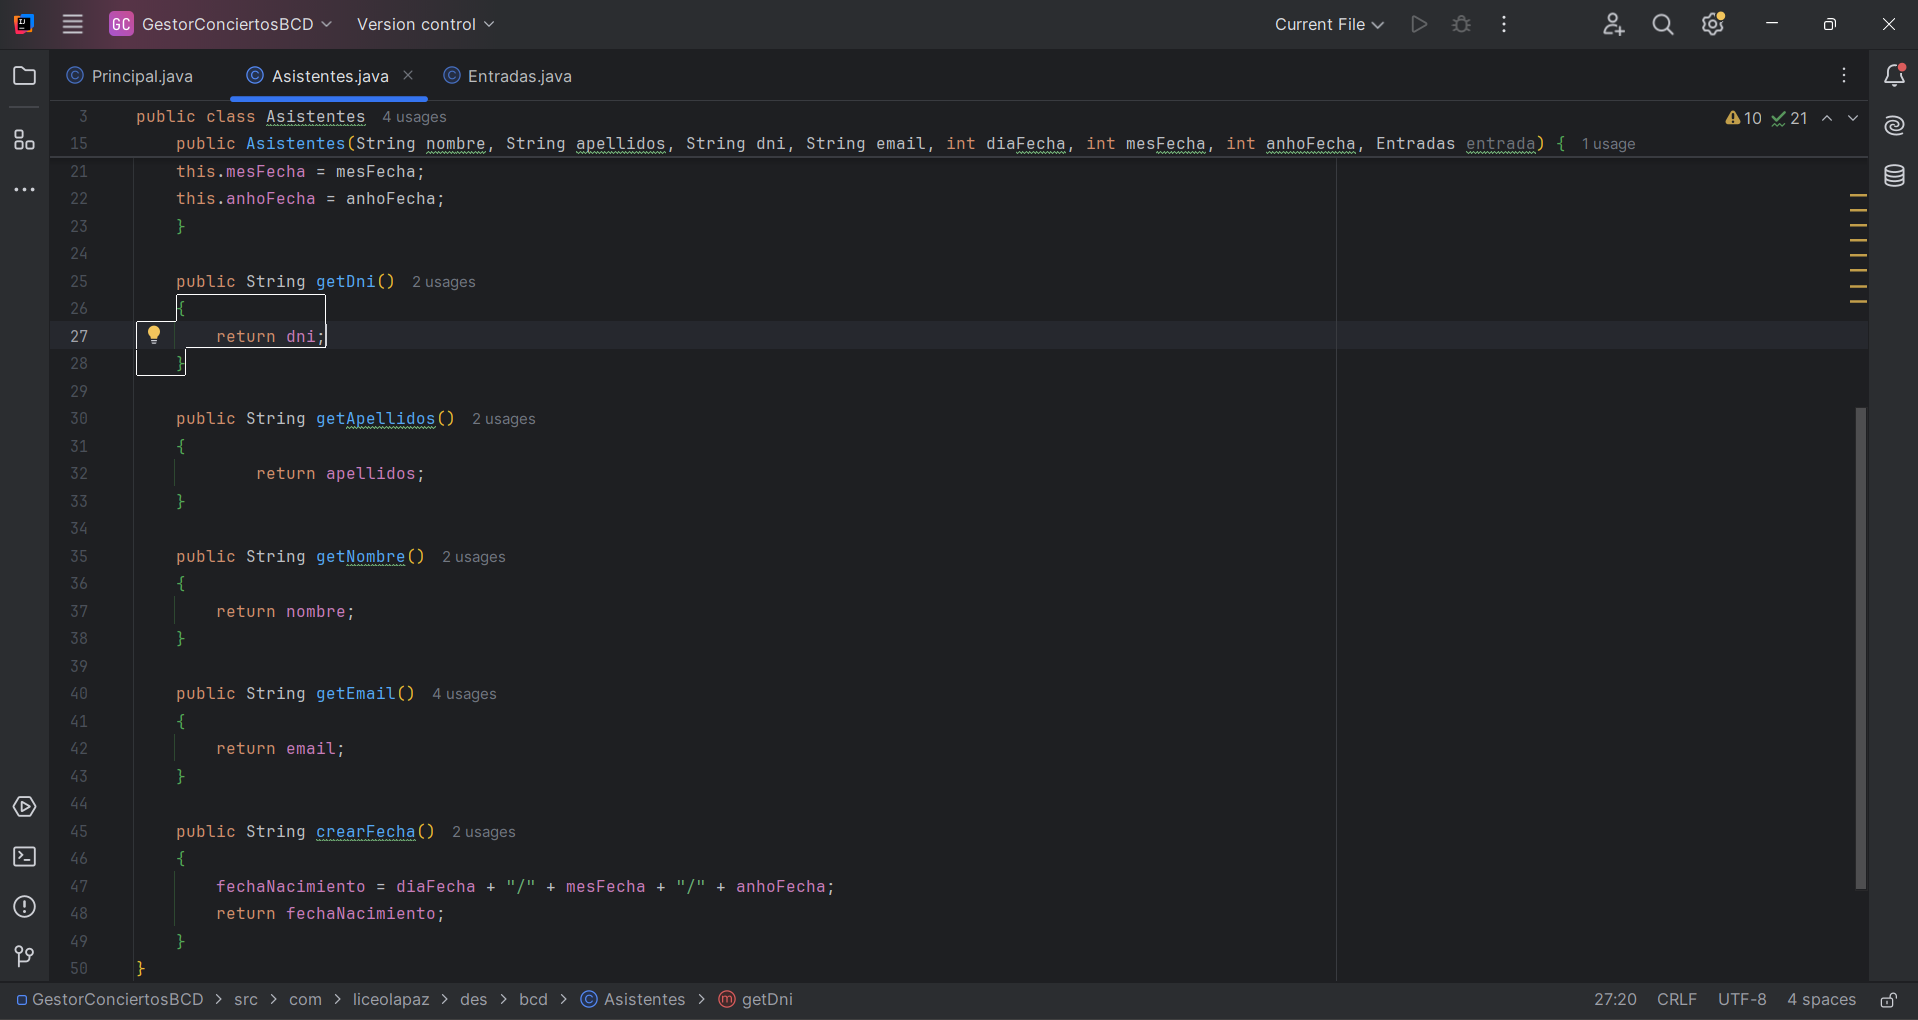 GC GestorConciertosBCD Version control Current File
Principal.java Asistentes.java Entradas.java
3 public class Asistentes 4 usages 10 21
15 public Asistentes(String nombre, String apellidos, String dni, String email, int diaFecha, int mesFecha, int anhoFecha, Entradas entrada) { 1 usage
21 this.mesFecha = mesFecha;
22 this.anhoFecha = anhoFecha;
23 }
24
25 public String getDni() 2 usages
26 {
27 return dni;
28 }
29
30 public String getApellidos() 2 usages
31 {
32 return apellidos;
33 }
34
35 public String getNombre() 2 usages
36 {
37 return nombre;
38 }
39
40 public String getEmail() 4 usages
41 {
42 return email;
43 }
44
45 public String crearFecha() 2 usages
46 {
47 fechaNacimiento = diaFecha + "/" + mesFecha + "/" + anhoFecha;
48 return fechaNacimiento;
49 }
50 }
GestorConciertosBCD > src > com > liceolapaz > des > bcd > Asistentes > getDni 27:20 CRLF UTF-8 4 spaces